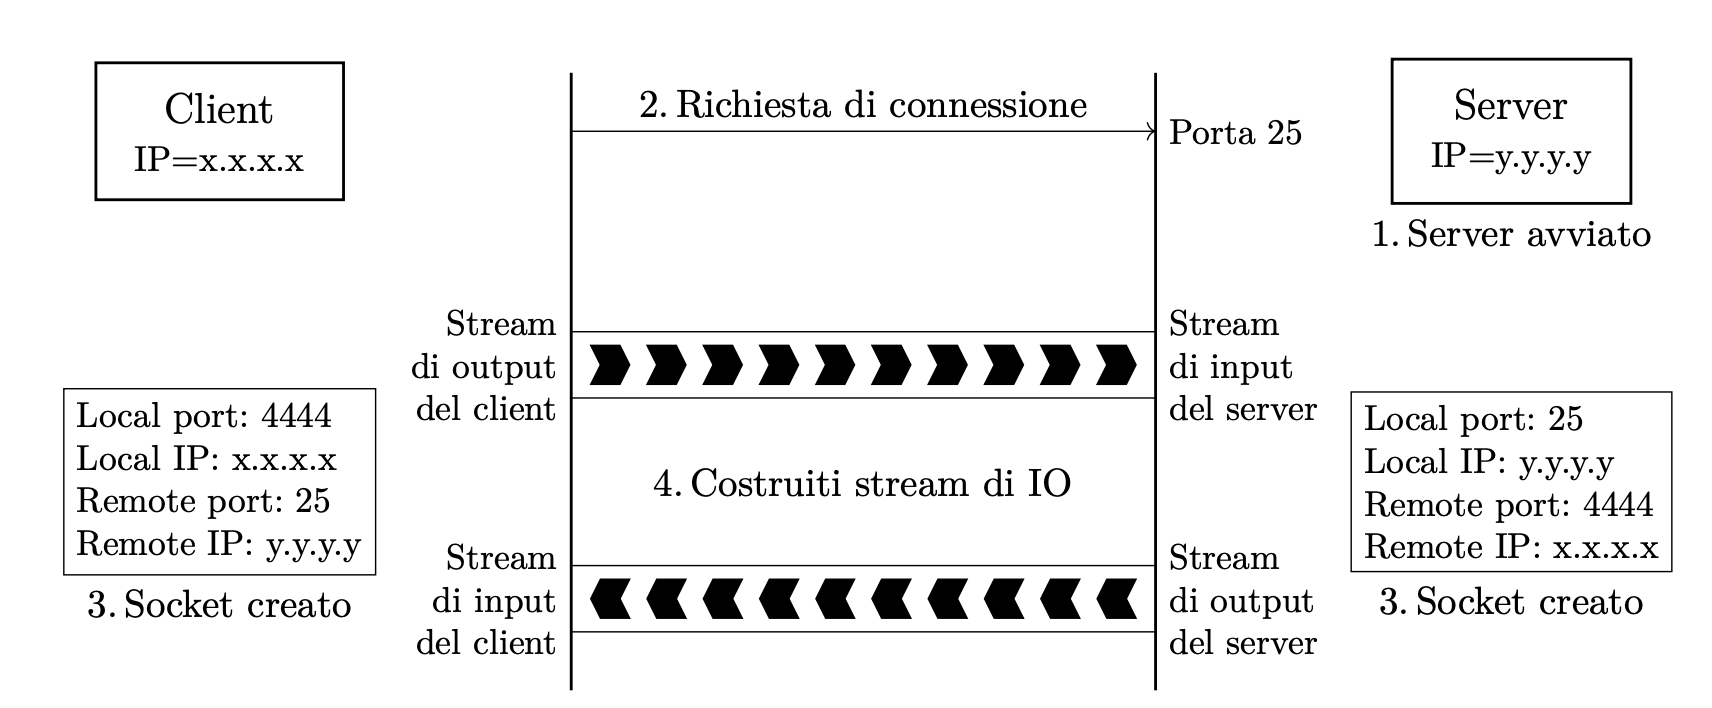 Client
IP=x.x.x.x
2. Richiesta di connessione
Porta 25
Server
IP=y.y.y.y
1. Server avviato
Stream
di output
del client
Stream
di input
del server
Local port: 4444
Local IP: x.x.x.x
Remote port: 25
Remote IP: y.y.y.y
3. Socket creato
4. Costruiti stream di IO
Local port: 25
Local IP: y.y.y.y
Remote port: 4444
Remote IP: x.x.x.x
3. Socket creato
Stream
di input
del client
Stream
di output
del server